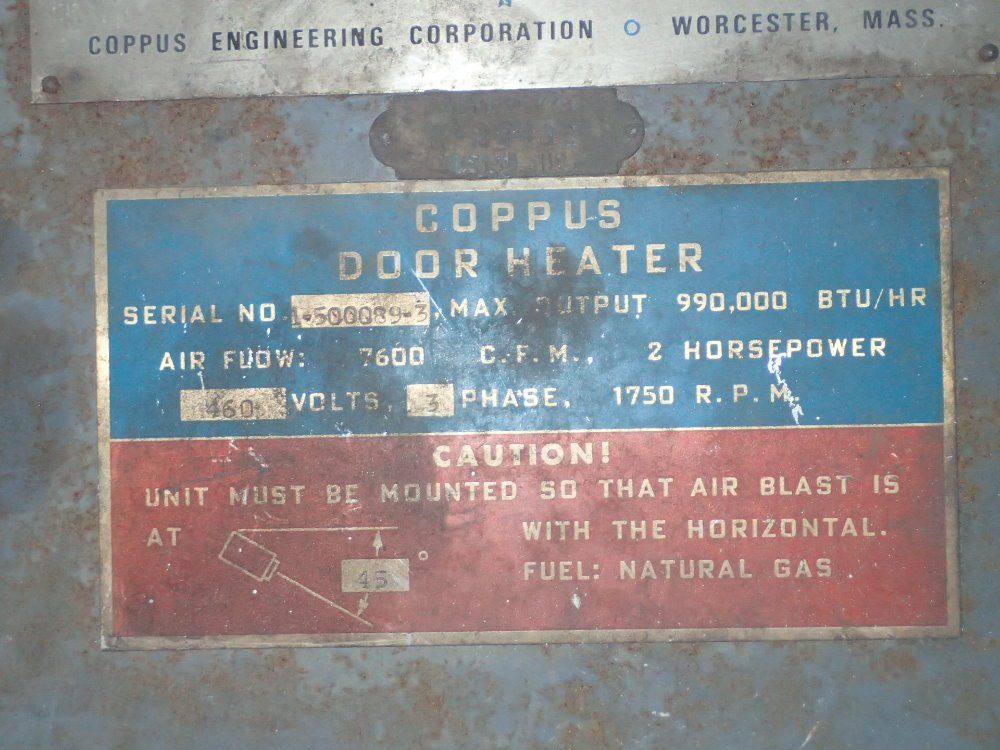 COPPUS ENGINEERING CORPORATION WORCESTER, MASS.
COPPUS
DOOR HEATER
SERIAL NO. 1-500089-3, MAX. OUTPUT 990,000 BTU/HR
AIR FLOW: 7600 C.F.M., 2 HORSEPOWER
460 VOLTS, 3 PHASE, 1750 R.P.M.
CAUTION!
UNIT MUST BE MOUNTED SO THAT AIR BLAST IS
AT 45° WITH THE HORIZONTAL.
FUEL: NATURAL GAS